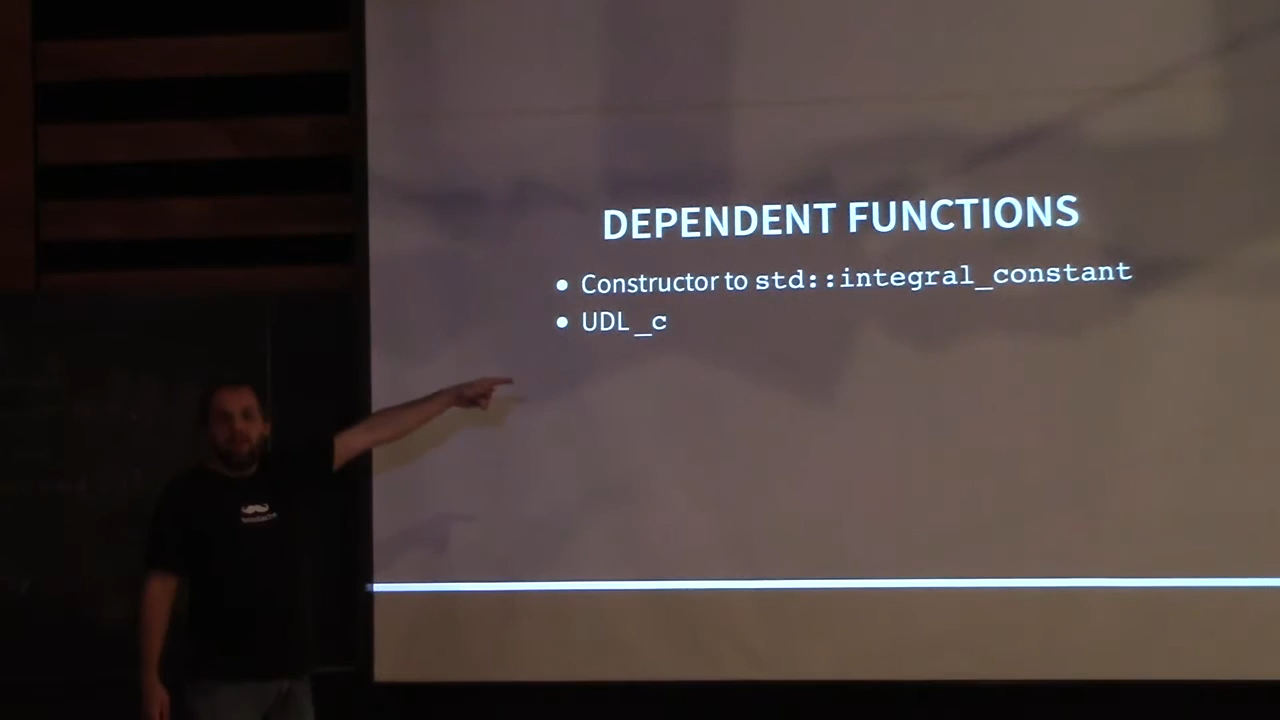 DEPENDENT FUNCTIONS
• Constructor to std::integral_constant
• UDL _c